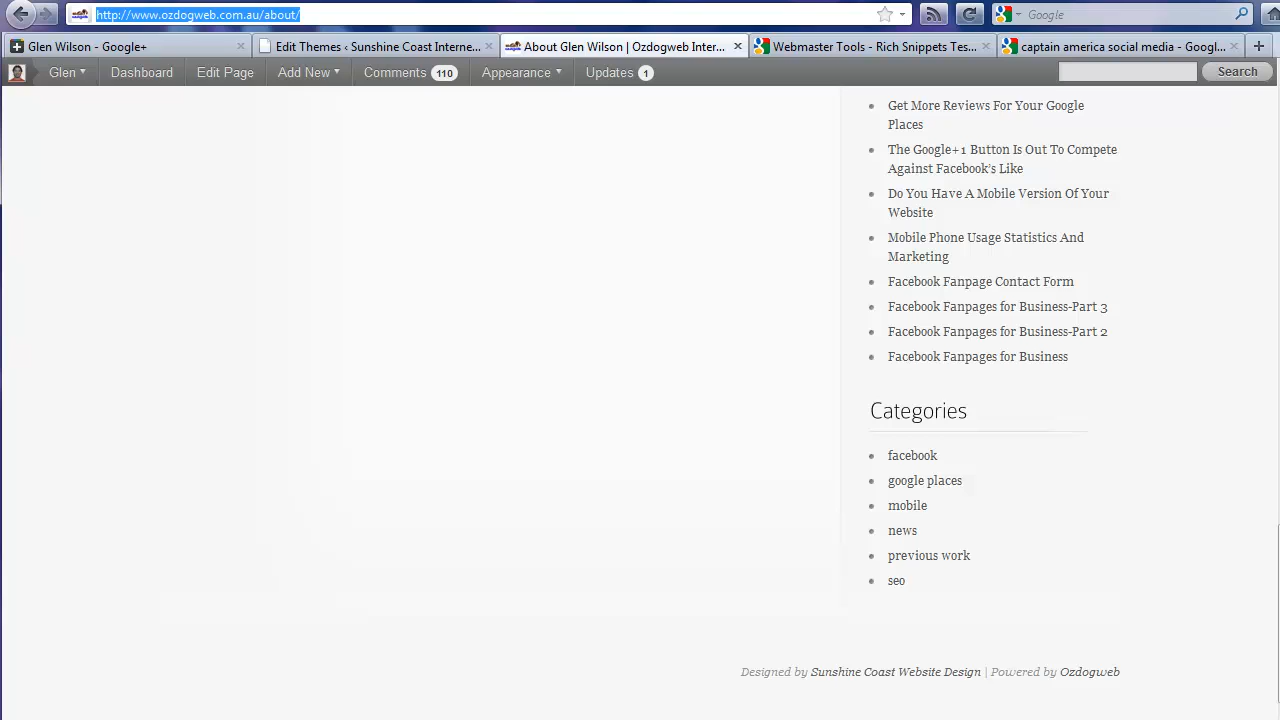 http://www.ozdogweb.com.au/about/
Google
Glen Wilson - Google+
Edit Themes ‹ Sunshine Coast Interne...
About Glen Wilson | Ozdogweb Inter...
Webmaster Tools - Rich Snippets Tes...
captain america social media - Googl...
Glen
Dashboard
Edit Page
Add New
Comments 110
Appearance
Updates 1
Search
Get More Reviews For Your Google
Places
The Google+1 Button Is Out To Compete
Against Facebook’s Like
Do You Have A Mobile Version Of Your
Website
Mobile Phone Usage Statistics And
Marketing
Facebook Fanpage Contact Form
Facebook Fanpages for Business-Part 3
Facebook Fanpages for Business-Part 2
Facebook Fanpages for Business
Categories
facebook
google places
mobile
news
previous work
seo
Designed by Sunshine Coast Website Design | Powered by Ozdogweb